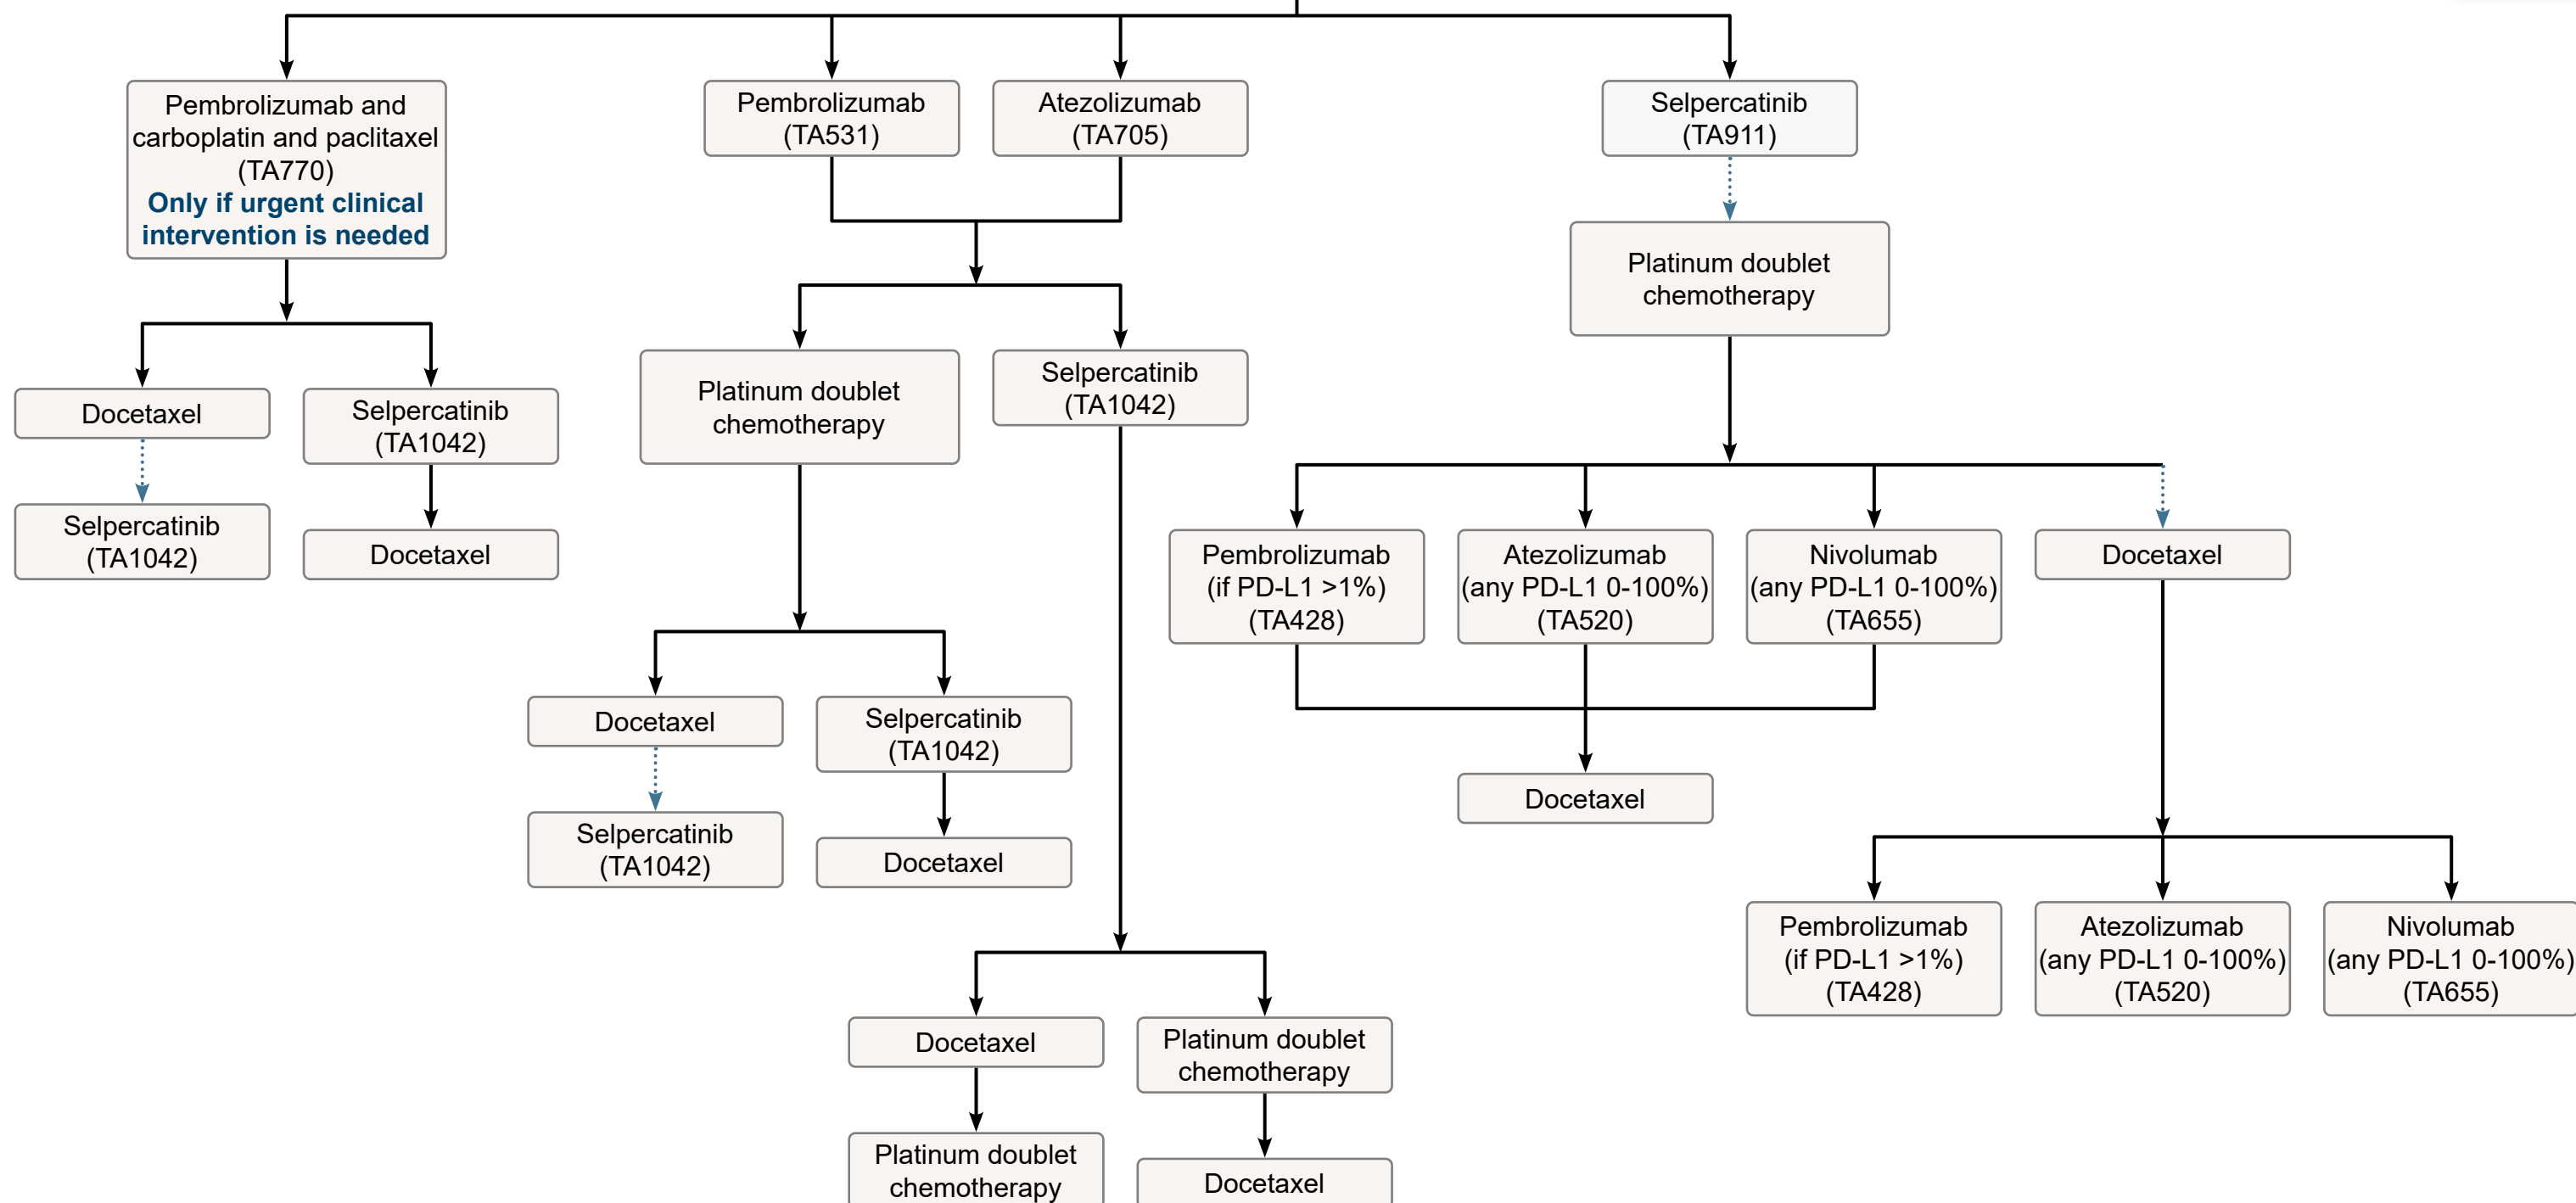 Pembrolizumab and
carboplatin and paclitaxel
(TA770)
Only if urgent clinical
intervention is needed
Pembrolizumab
(TA531)
Atezolizumab
(TA705)
Selpercatinib
(TA911)
Platinum doublet
chemotherapy
Docetaxel
Selpercatinib
(TA1042)
Selpercatinib
(TA1042)
Docetaxel
Platinum doublet
chemotherapy
Selpercatinib
(TA1042)
Docetaxel
Selpercatinib
(TA1042)
Selpercatinib
(TA1042)
Docetaxel
Docetaxel
Platinum doublet
chemotherapy
Platinum doublet
chemotherapy
Docetaxel
Pembrolizumab
(if PD-L1 >1%)
(TA428)
Atezolizumab
(any PD-L1 0-100%)
(TA520)
Nivolumab
(any PD-L1 0-100%)
(TA655)
Docetaxel
Docetaxel
Pembrolizumab
(if PD-L1 >1%)
(TA428)
Atezolizumab
(any PD-L1 0-100%)
(TA520)
Nivolumab
(any PD-L1 0-100%)
(TA655)